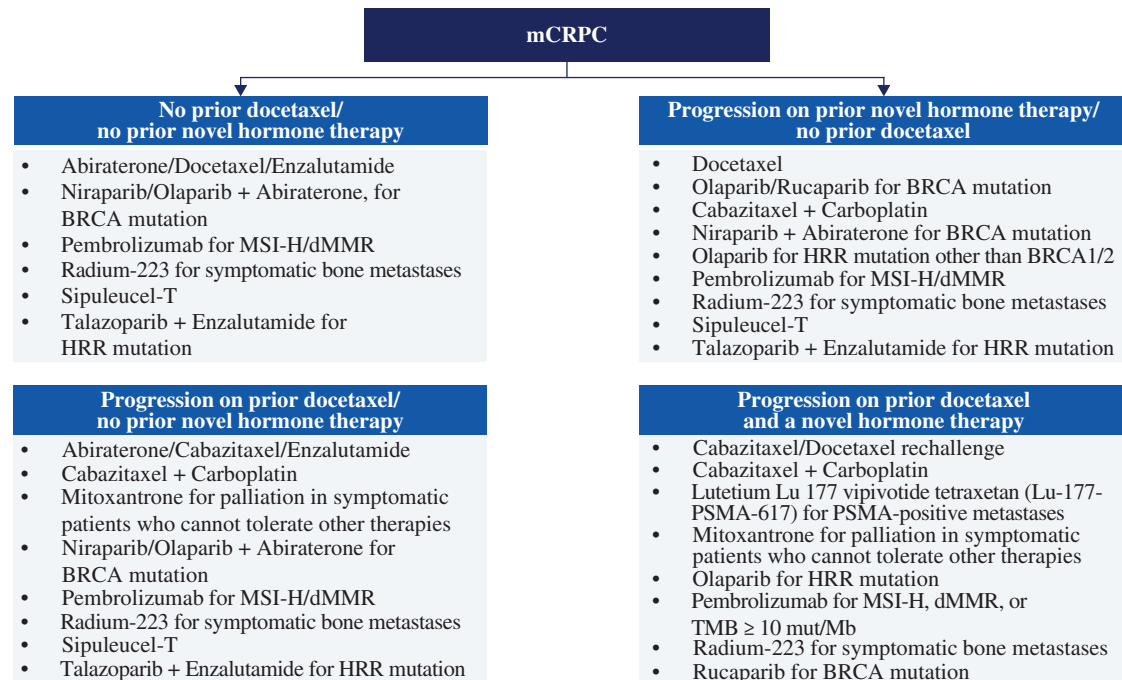 mCRPC
No prior docetaxel/
no prior novel hormone therapy
• Abiraterone/Docetaxel/Enzalutamide
• Niraparib/Olaparib + Abiraterone, for
BRCA mutation
• Pembrolizumab for MSI-H/dMMR
• Radium-223 for symptomatic bone metastases
• Sipuleucel-T
• Talazoparib + Enzalutamide for
HRR mutation
Progression on prior novel hormone therapy/
no prior docetaxel
• Docetaxel
• Olaparib/Rucaparib for BRCA mutation
• Cabazitaxel + Carboplatin
• Niraparib + Abiraterone for BRCA mutation
• Olaparib for HRR mutation other than BRCA1/2
• Pembrolizumab for MSI-H/dMMR
• Radium-223 for symptomatic bone metastases
• Sipuleucel-T
• Talazoparib + Enzalutamide for HRR mutation
Progression on prior docetaxel/
no prior novel hormone therapy
• Abiraterone/Cabazitaxel/Enzalutamide
• Cabazitaxel + Carboplatin
• Mitoxantrone for palliation in symptomatic
patients who cannot tolerate other therapies
• Niraparib/Olaparib + Abiraterone for
BRCA mutation
• Pembrolizumab for MSI-H/dMMR
• Radium-223 for symptomatic bone metastases
• Sipuleucel-T
• Talazoparib + Enzalutamide for HRR mutation
Progression on prior docetaxel
and a novel hormone therapy
• Cabazitaxel/Docetaxel rechallenge
• Cabazitaxel + Carboplatin
• Lutetium Lu 177 vipivotide tetraxetan (Lu-177-
PSMA-617) for PSMA-positive metastases
• Mitoxantrone for palliation in symptomatic
patients who cannot tolerate other therapies
• Olaparib for HRR mutation
• Pembrolizumab for MSI-H, dMMR, or
TMB ≥ 10 mut/Mb
• Radium-223 for symptomatic bone metastases
• Rucaparib for BRCA mutation